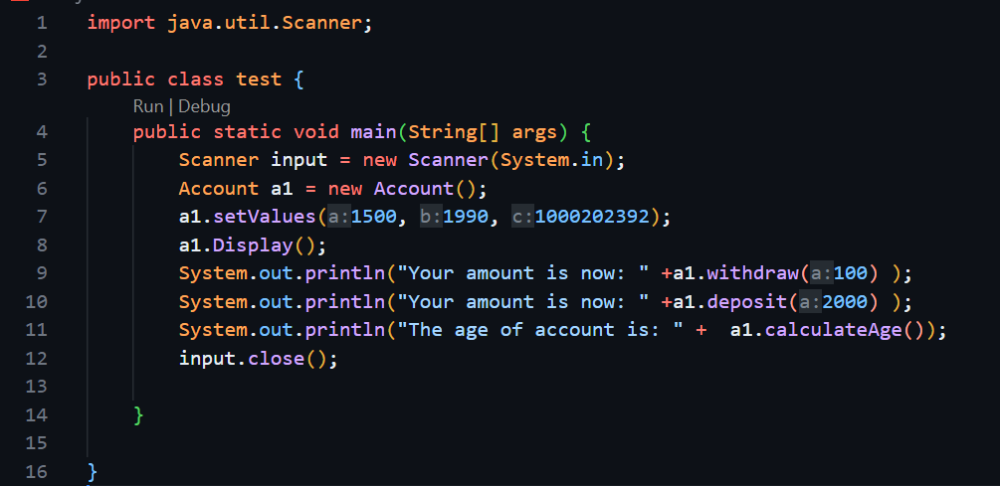 1 import java.util.Scanner;
2
3 public class test {
Run | Debug
4 public static void main(String[] args) {
5 Scanner input = new Scanner(System.in);
6 Account a1 = new Account();
7 a1.setValues(a:1500, b:1990, c:1000202392);
8 a1.Display();
9 System.out.println("Your amount is now: " +a1.withdraw(a:100) );
10 System.out.println("Your amount is now: " +a1.deposit(a:2000) );
11 System.out.println("The age of account is: " +  a1.calculateAge());
12 input.close();
13
14 }
15
16 }